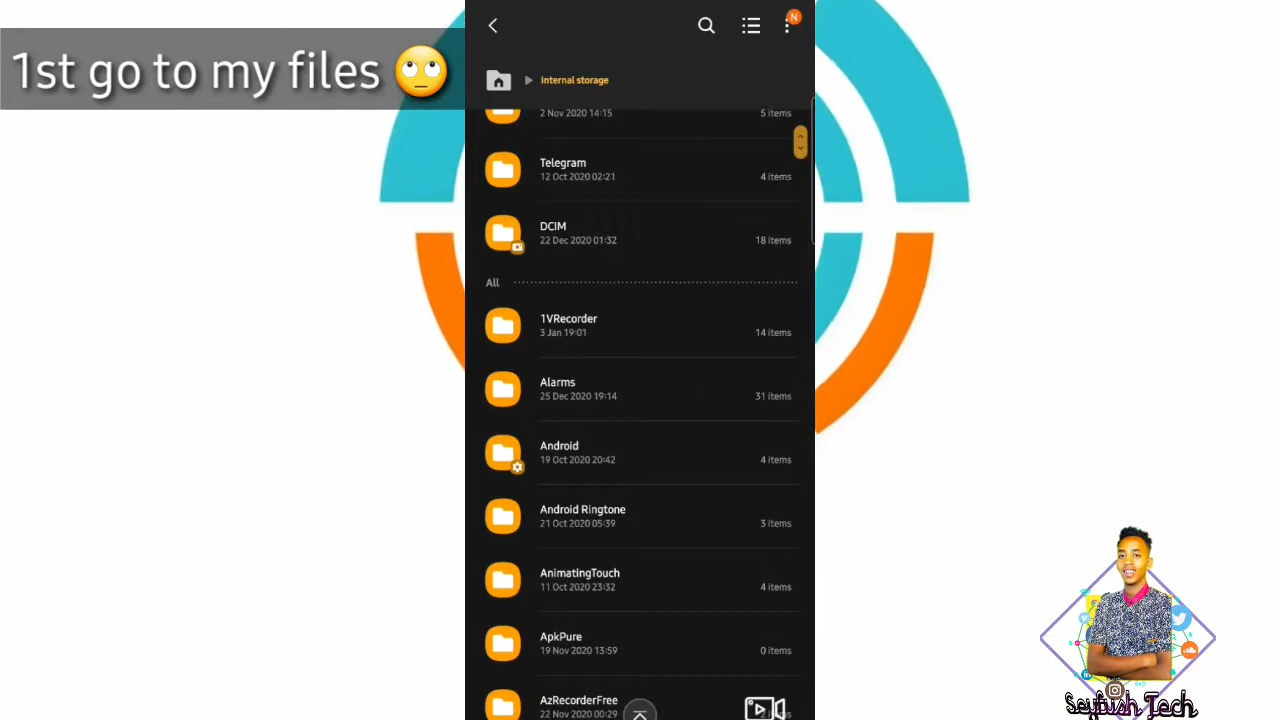 1st go to my files 🙄
N
Internal storage
2 Nov 2020 14:15 5 items
Telegram
12 Oct 2020 02:21 4 items
DCIM
22 Dec 2020 01:32 18 items
All
1VRecorder
3 Jan 19:01 14 items
Alarms
25 Dec 2020 19:14 31 items
Android
19 Oct 2020 20:42 4 items
Android Ringtone
21 Oct 2020 05:39 3 items
AnimatingTouch
11 Oct 2020 23:32 4 items
ApkPure
19 Nov 2020 13:59 0 items
AzRecorderFree
22 Nov 2020 00:29 items
Seyfush Tech